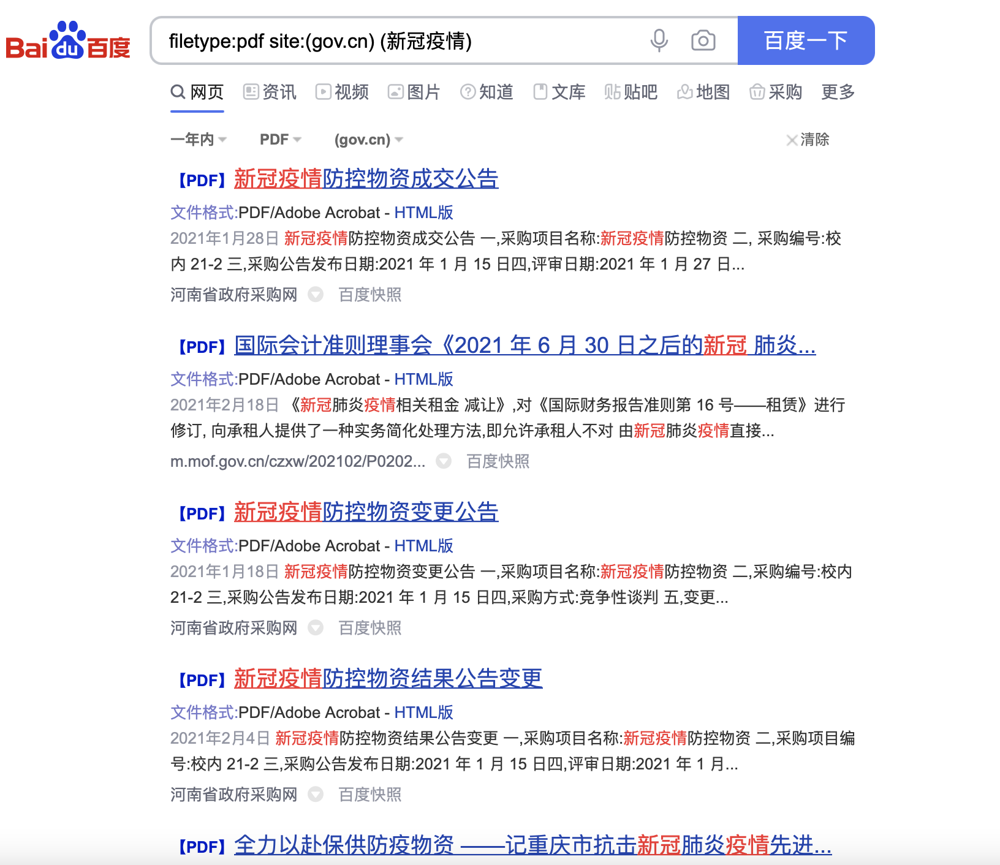 Bai du 百度 filetype:pdf site:(gov.cn) (新冠疫情) 百度一下
网页 资讯 视频 图片 知道 文库 贴吧 地图 采购 更多
一年内 PDF (gov.cn) 清除
【PDF】新冠疫情防控物资成交公告
文件格式:PDF/Adobe Acrobat - HTML版
2021年1月28日 新冠疫情防控物资成交公告 一,采购项目名称:新冠疫情防控物资 二, 采购编号:校
内 21-2 三,采购公告发布日期:2021 年 1 月 15 日四,评审日期:2021 年 1 月 27 日...
河南省政府采购网 百度快照
【PDF】国际会计准则理事会《2021 年 6 月 30 日之后的新冠 肺炎...
文件格式:PDF/Adobe Acrobat - HTML版
2021年2月18日 《新冠肺炎疫情相关租金 减让》,对《国际财务报告准则第 16 号——租赁》进行
修订, 向承租人提供了一种实务简化处理方法,即允许承租人不对 由新冠肺炎疫情直接...
m.mof.gov.cn/czxw/202102/P0202... 百度快照
【PDF】新冠疫情防控物资变更公告
文件格式:PDF/Adobe Acrobat - HTML版
2021年1月18日 新冠疫情防控物资变更公告 一,采购项目名称:新冠疫情防控物资 二,采购编号:校内
21-2 三,采购公告发布日期:2021 年 1 月 15 日四,采购方式:竞争性谈判 五,变更...
河南省政府采购网 百度快照
【PDF】新冠疫情防控物资结果公告变更
文件格式:PDF/Adobe Acrobat - HTML版
2021年2月4日 新冠疫情防控物资结果公告变更 一,采购项目名称:新冠疫情防控物资 二,采购项目编
号:校内 21-2 三,采购公告发布日期:2021 年 1 月 15 日四,评审日期:2021 年 1 月...
河南省政府采购网 百度快照
【PDF】全力以赴保供防疫物资 ——记重庆市抗击新冠肺炎疫情先进...